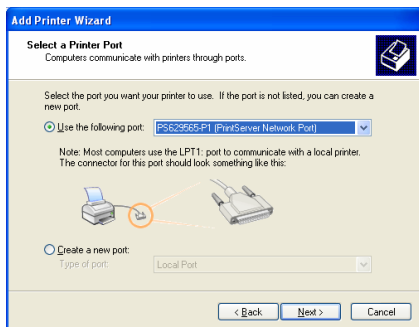 Add Printer Wizard
Select a Printer Port
Computers communicate with printers through ports.
Select the port you want your printer to use. If the port is not listed, you can create a
new port.
Use the following port: PS629565-P1 (PrintServer Network Port)
Note: Most computers use the LPT1: port to communicate with a local printer.
The connector for this port should look something like this:
Create a new port:
Type of port: Local Port
< Back Next > Cancel